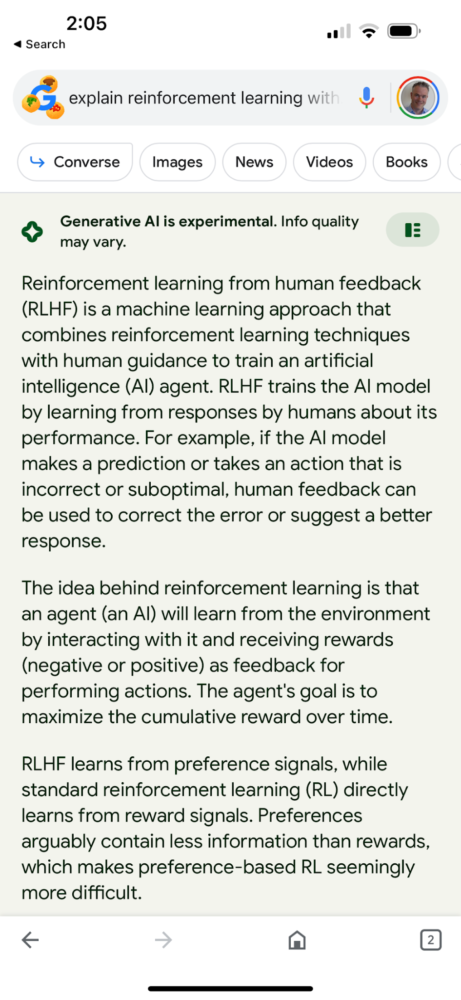 2:05
Search
explain reinforcement learning with
Converse
Images
News
Videos
Books
Generative AI is experimental. Info quality
may vary.
Reinforcement learning from human feedback
(RLHF) is a machine learning approach that
combines reinforcement learning techniques
with human guidance to train an artificial
intelligence (AI) agent. RLHF trains the AI model
by learning from responses by humans about its
performance. For example, if the AI model
makes a prediction or takes an action that is
incorrect or suboptimal, human feedback can
be used to correct the error or suggest a better
response.
The idea behind reinforcement learning is that
an agent (an AI) will learn from the environment
by interacting with it and receiving rewards
(negative or positive) as feedback for
performing actions. The agent's goal is to
maximize the cumulative reward over time.
RLHF learns from preference signals, while
standard reinforcement learning (RL) directly
learns from reward signals. Preferences
arguably contain less information than rewards,
which makes preference-based RL seemingly
more difficult.
2